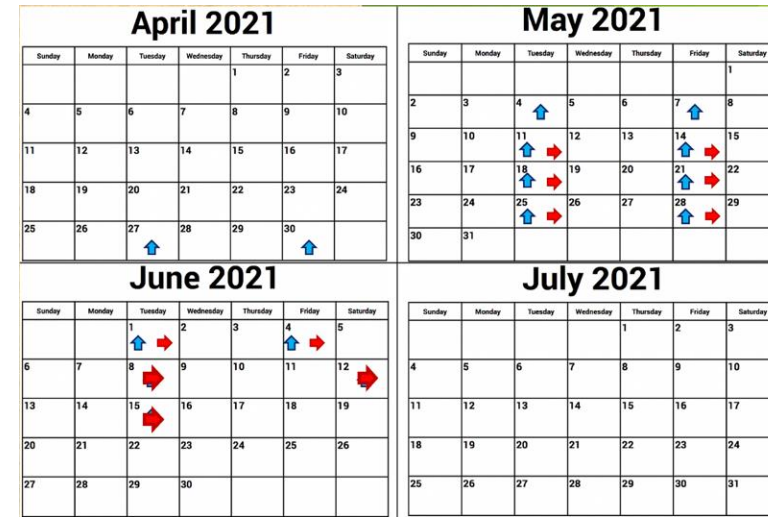 April 2021
Sunday Monday Tuesday Wednesday Thursday Friday Saturday
1 2 3
4 5 6 7 8 9 10
11 12 13 14 15 16 17
18 19 20 21 22 23 24
25 26 27 28 29 30
May 2021
Sunday Monday Tuesday Wednesday Thursday Friday Saturday
1
2 3 4 5 6 7 8
9 10 11 12 13 14 15
16 17 18 19 20 21 22
23 24 25 26 27 28 29
30 31
June 2021
Sunday Monday Tuesday Wednesday Thursday Friday Saturday
1 2 3 4 5
6 7 8 9 10 11 12
13 14 15 16 17 18 19
20 21 22 23 24 25 26
27 28 29 30
July 2021
Sunday Monday Tuesday Wednesday Thursday Friday Saturday
1 2 3
4 5 6 7 8 9 10
11 12 13 14 15 16 17
18 19 20 21 22 23 24
25 26 27 28 29 30 31